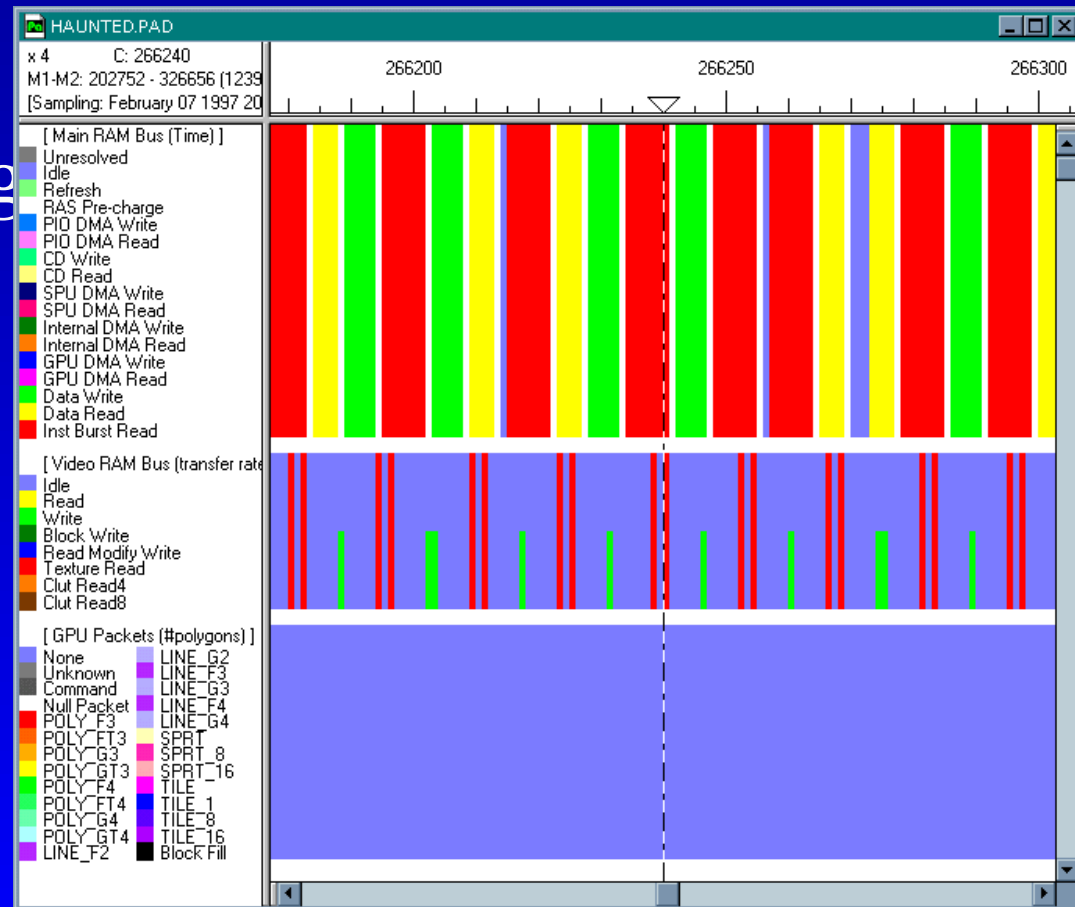 HAUNTED.PAD
x 4 C: 266240
M1-M2: 202752 - 326656 (1239
[Sampling: February 07 1997 20
266200 266250 266300
[ Main RAM Bus (Time) ]
Unresolved
Idle
Refresh
RAS Pre-charge
PIO DMA Write
PIO DMA Read
CD Write
CD Read
SPU DMA Write
SPU DMA Read
Internal DMA Write
Internal DMA Read
GPU DMA Write
GPU DMA Read
Data Write
Data Read
Inst Burst Read
[ Video RAM Bus (transfer rate
Idle
Read
Write
Block Write
Read Modify Write
Texture Read
Clut Read4
Clut Read8
[ GPU Packets (#polygons) ]
None LINE_G2
Unknown LINE_F3
Command LINE_G3
Null Packet LINE_F4
POLY_F3 LINE_G4
POLY_FT3 SPRT
POLY_G3 SPRT_8
POLY_GT3 SPRT_16
POLY_F4 TILE
POLY_FT4 TILE_1
POLY_G4 TILE_8
POLY_GT4 TILE_16
LINE_F2 Block Fill